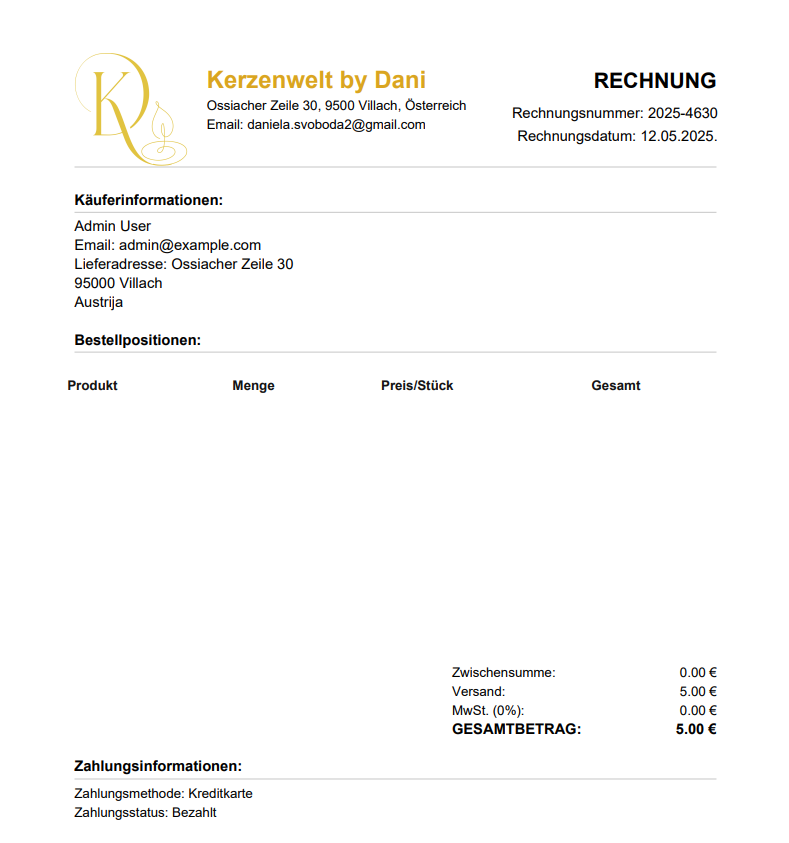 KD
Kerzenwelt by Dani
Ossiacher Zeile 30, 9500 Villach, Österreich
Email: daniela.svoboda2@gmail.com
RECHNUNG
Rechnungsnummer: 2025-4630
Rechnungsdatum: 12.05.2025.
Käuferinformationen:
Admin User
Email: admin@example.com
Lieferadresse: Ossiacher Zeile 30
95000 Villach
Austrija
Bestellpositionen:
Produkt Menge Preis/Stück Gesamt
Zwischensumme: 0.00 €
Versand: 5.00 €
MwSt. (0%): 0.00 €
GESAMTBETRAG: 5.00 €
Zahlungsinformationen:
Zahlungsmethode: Kreditkarte
Zahlungsstatus: Bezahlt